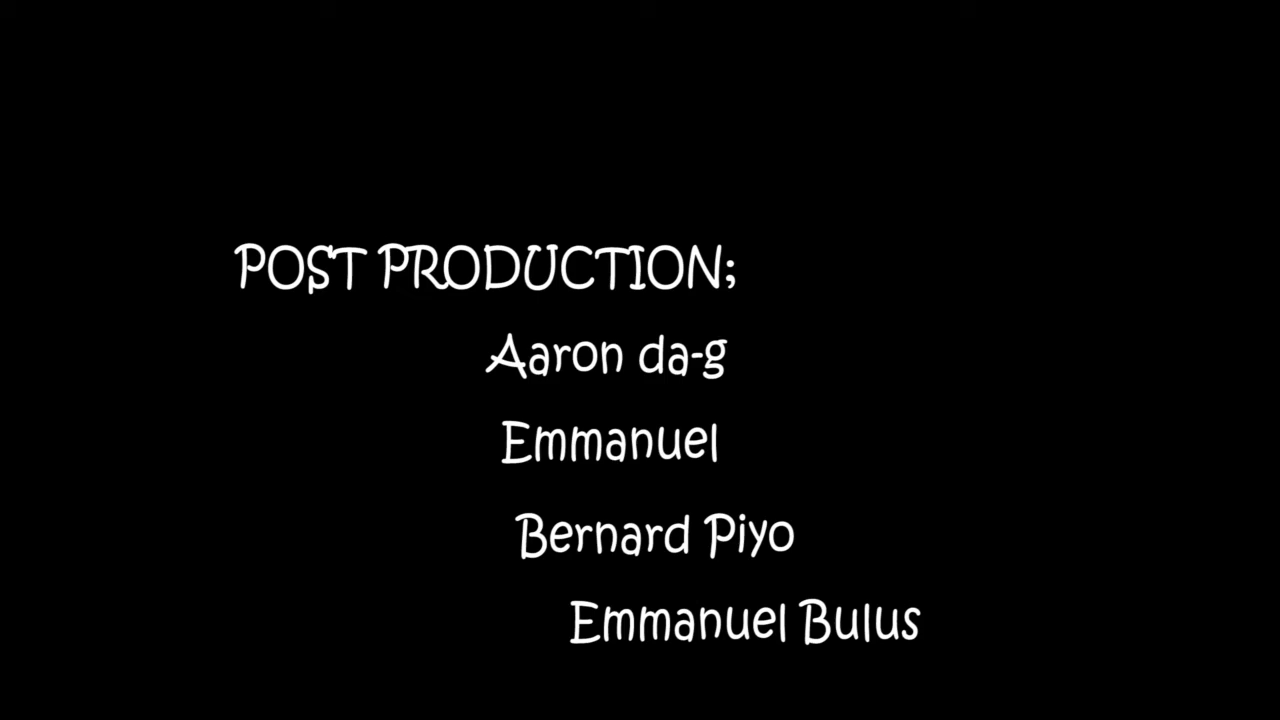 POST PRODUCTION;
Aaron da-g
Emmanuel
Bernard Piyo
Emmanuel Bulus